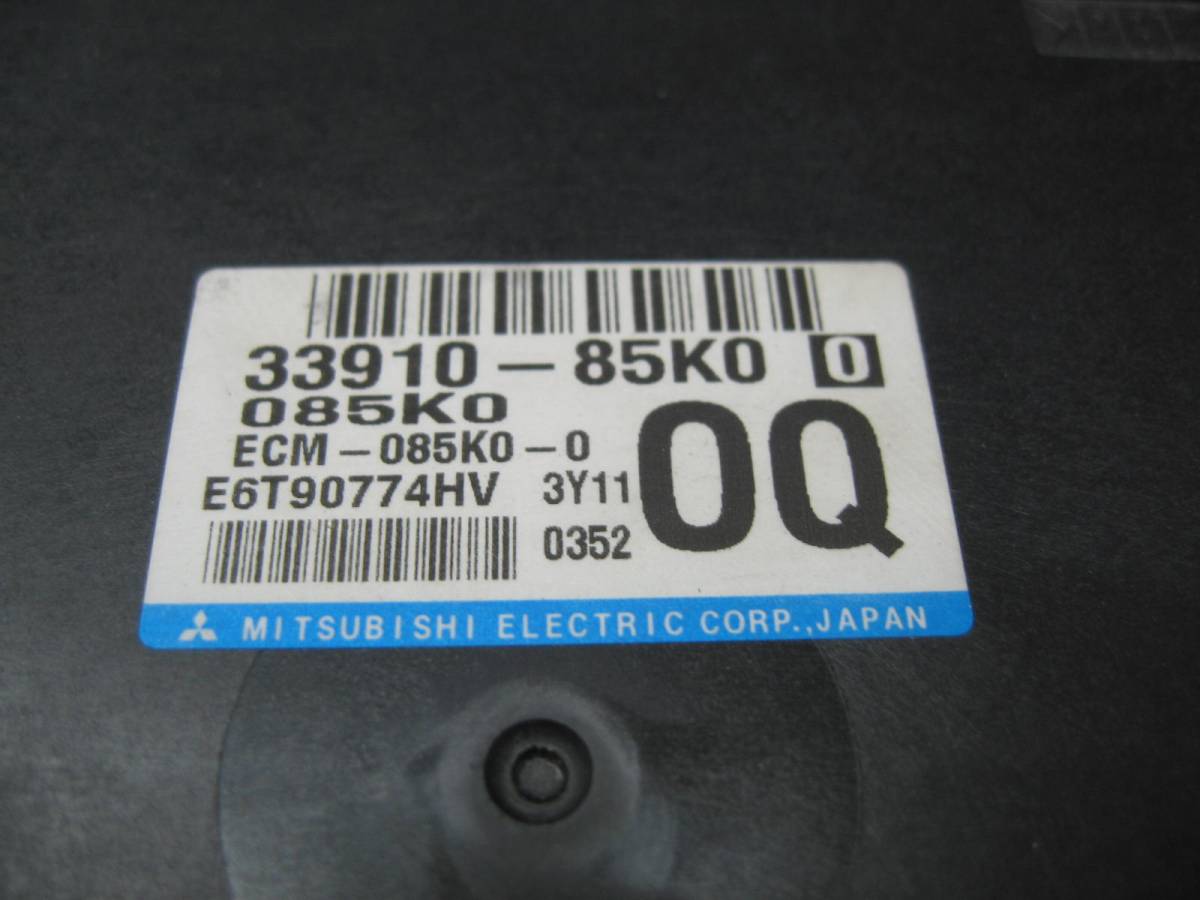 33910-85K0 0
085K0
ECM-085K0-0
E6T90774HV 3Y11
0352
0Q
MITSUBISHI ELECTRIC CORP.,JAPAN